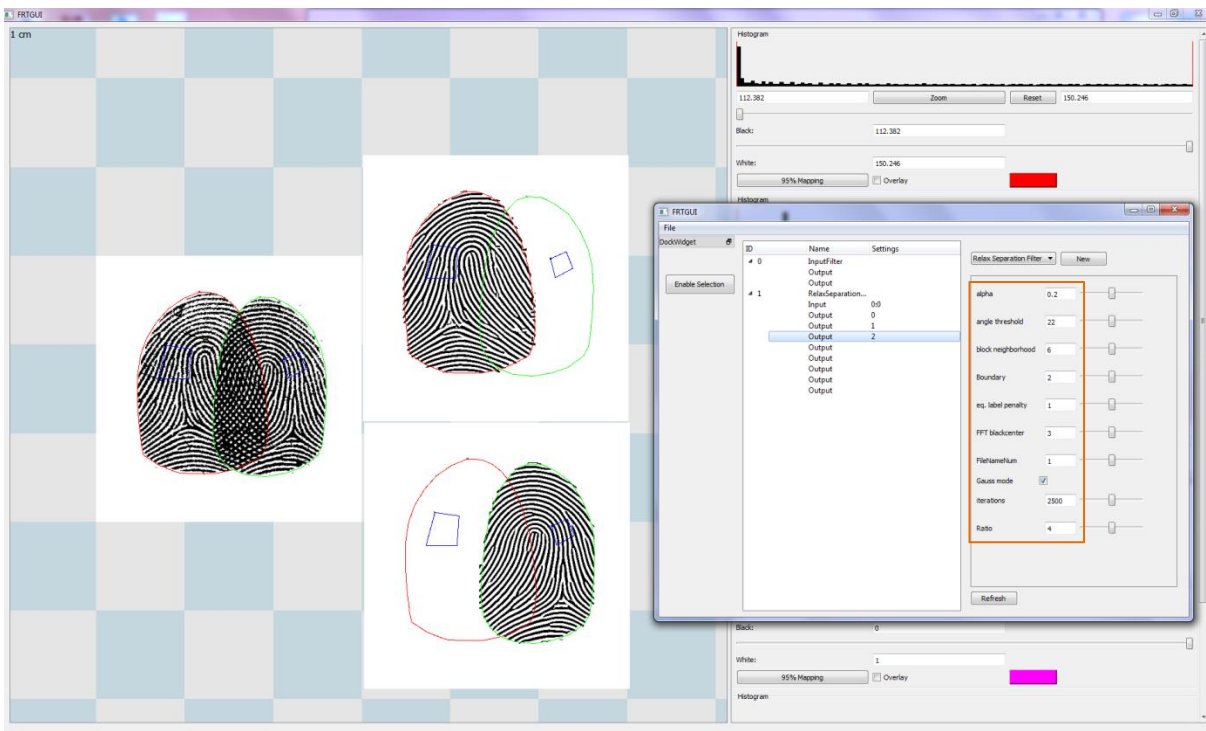 FRTGUI
1 cm
Histogram
112.382 Zoom Reset 150.246
Black: 112.382
White: 150.246
95% Mapping Overlay
Histogram
FRTGUI
File
DockWidget
Enable Selection
ID Name Settings
0 InputFilter
Output
Output
1 RelaxSeparation...
Input 0:0
Output 0
Output 1
Output 2
Output
Output
Output
Output
Output
Relax Separation Filter New
alpha 0.2
angle threshold 22
block neighborhood 6
Boundary 2
eq. label penalty 1
FFT blackcenter 3
FileNameNum 1
Gauss mode
iterations 2500
Ratio 4
Refresh
Black: 0
White: 1
95% Mapping Overlay
Histogram